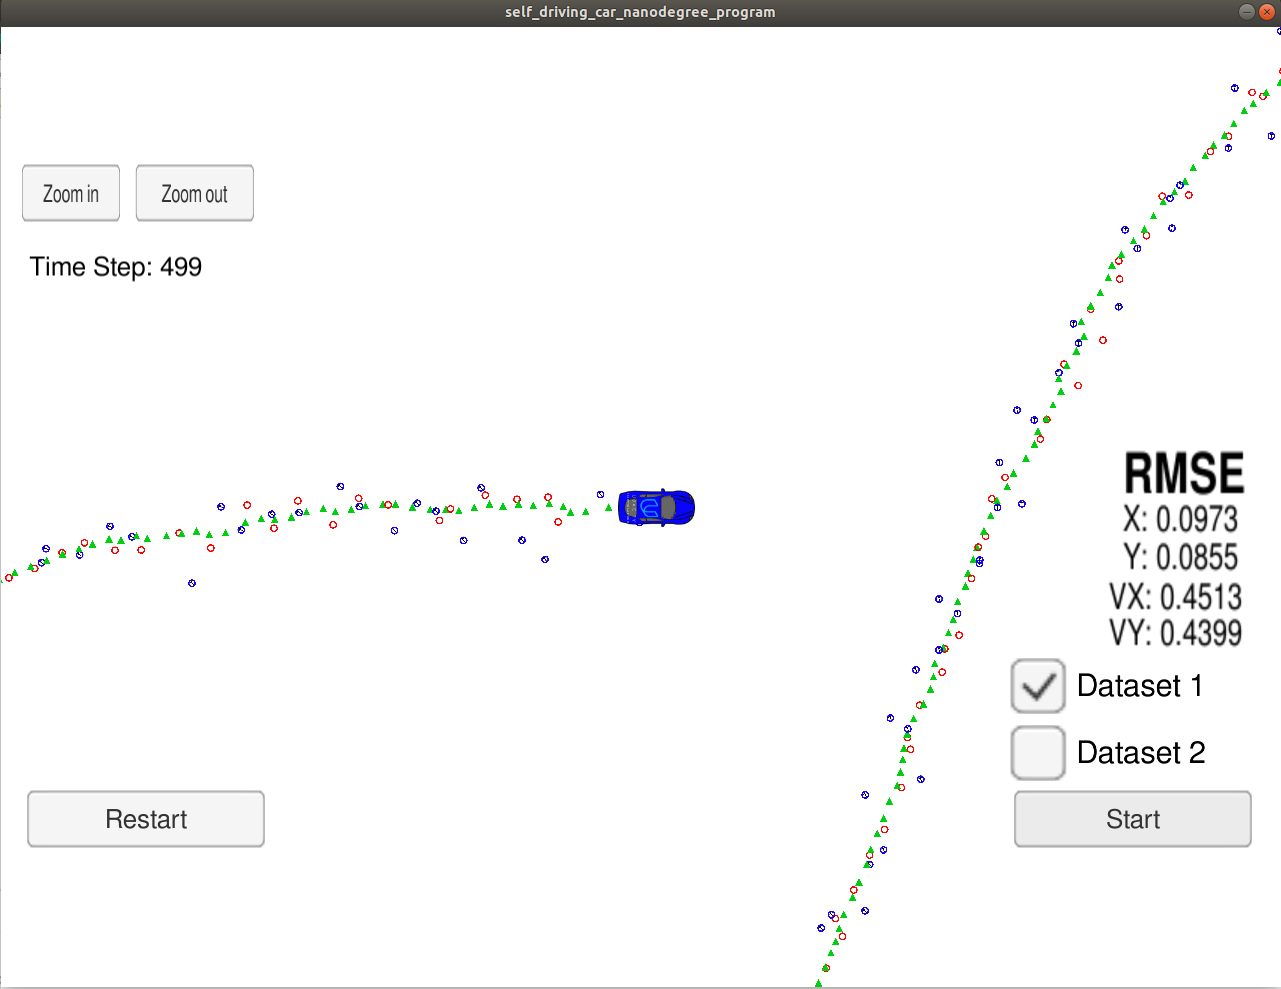 self_driving_car_nanodegree_program
Zoom in
Zoom out
Time Step: 499
RMSE
X: 0.0973
Y: 0.0855
VX: 0.4513
VY: 0.4399
Dataset 1
Dataset 2
Restart
Start